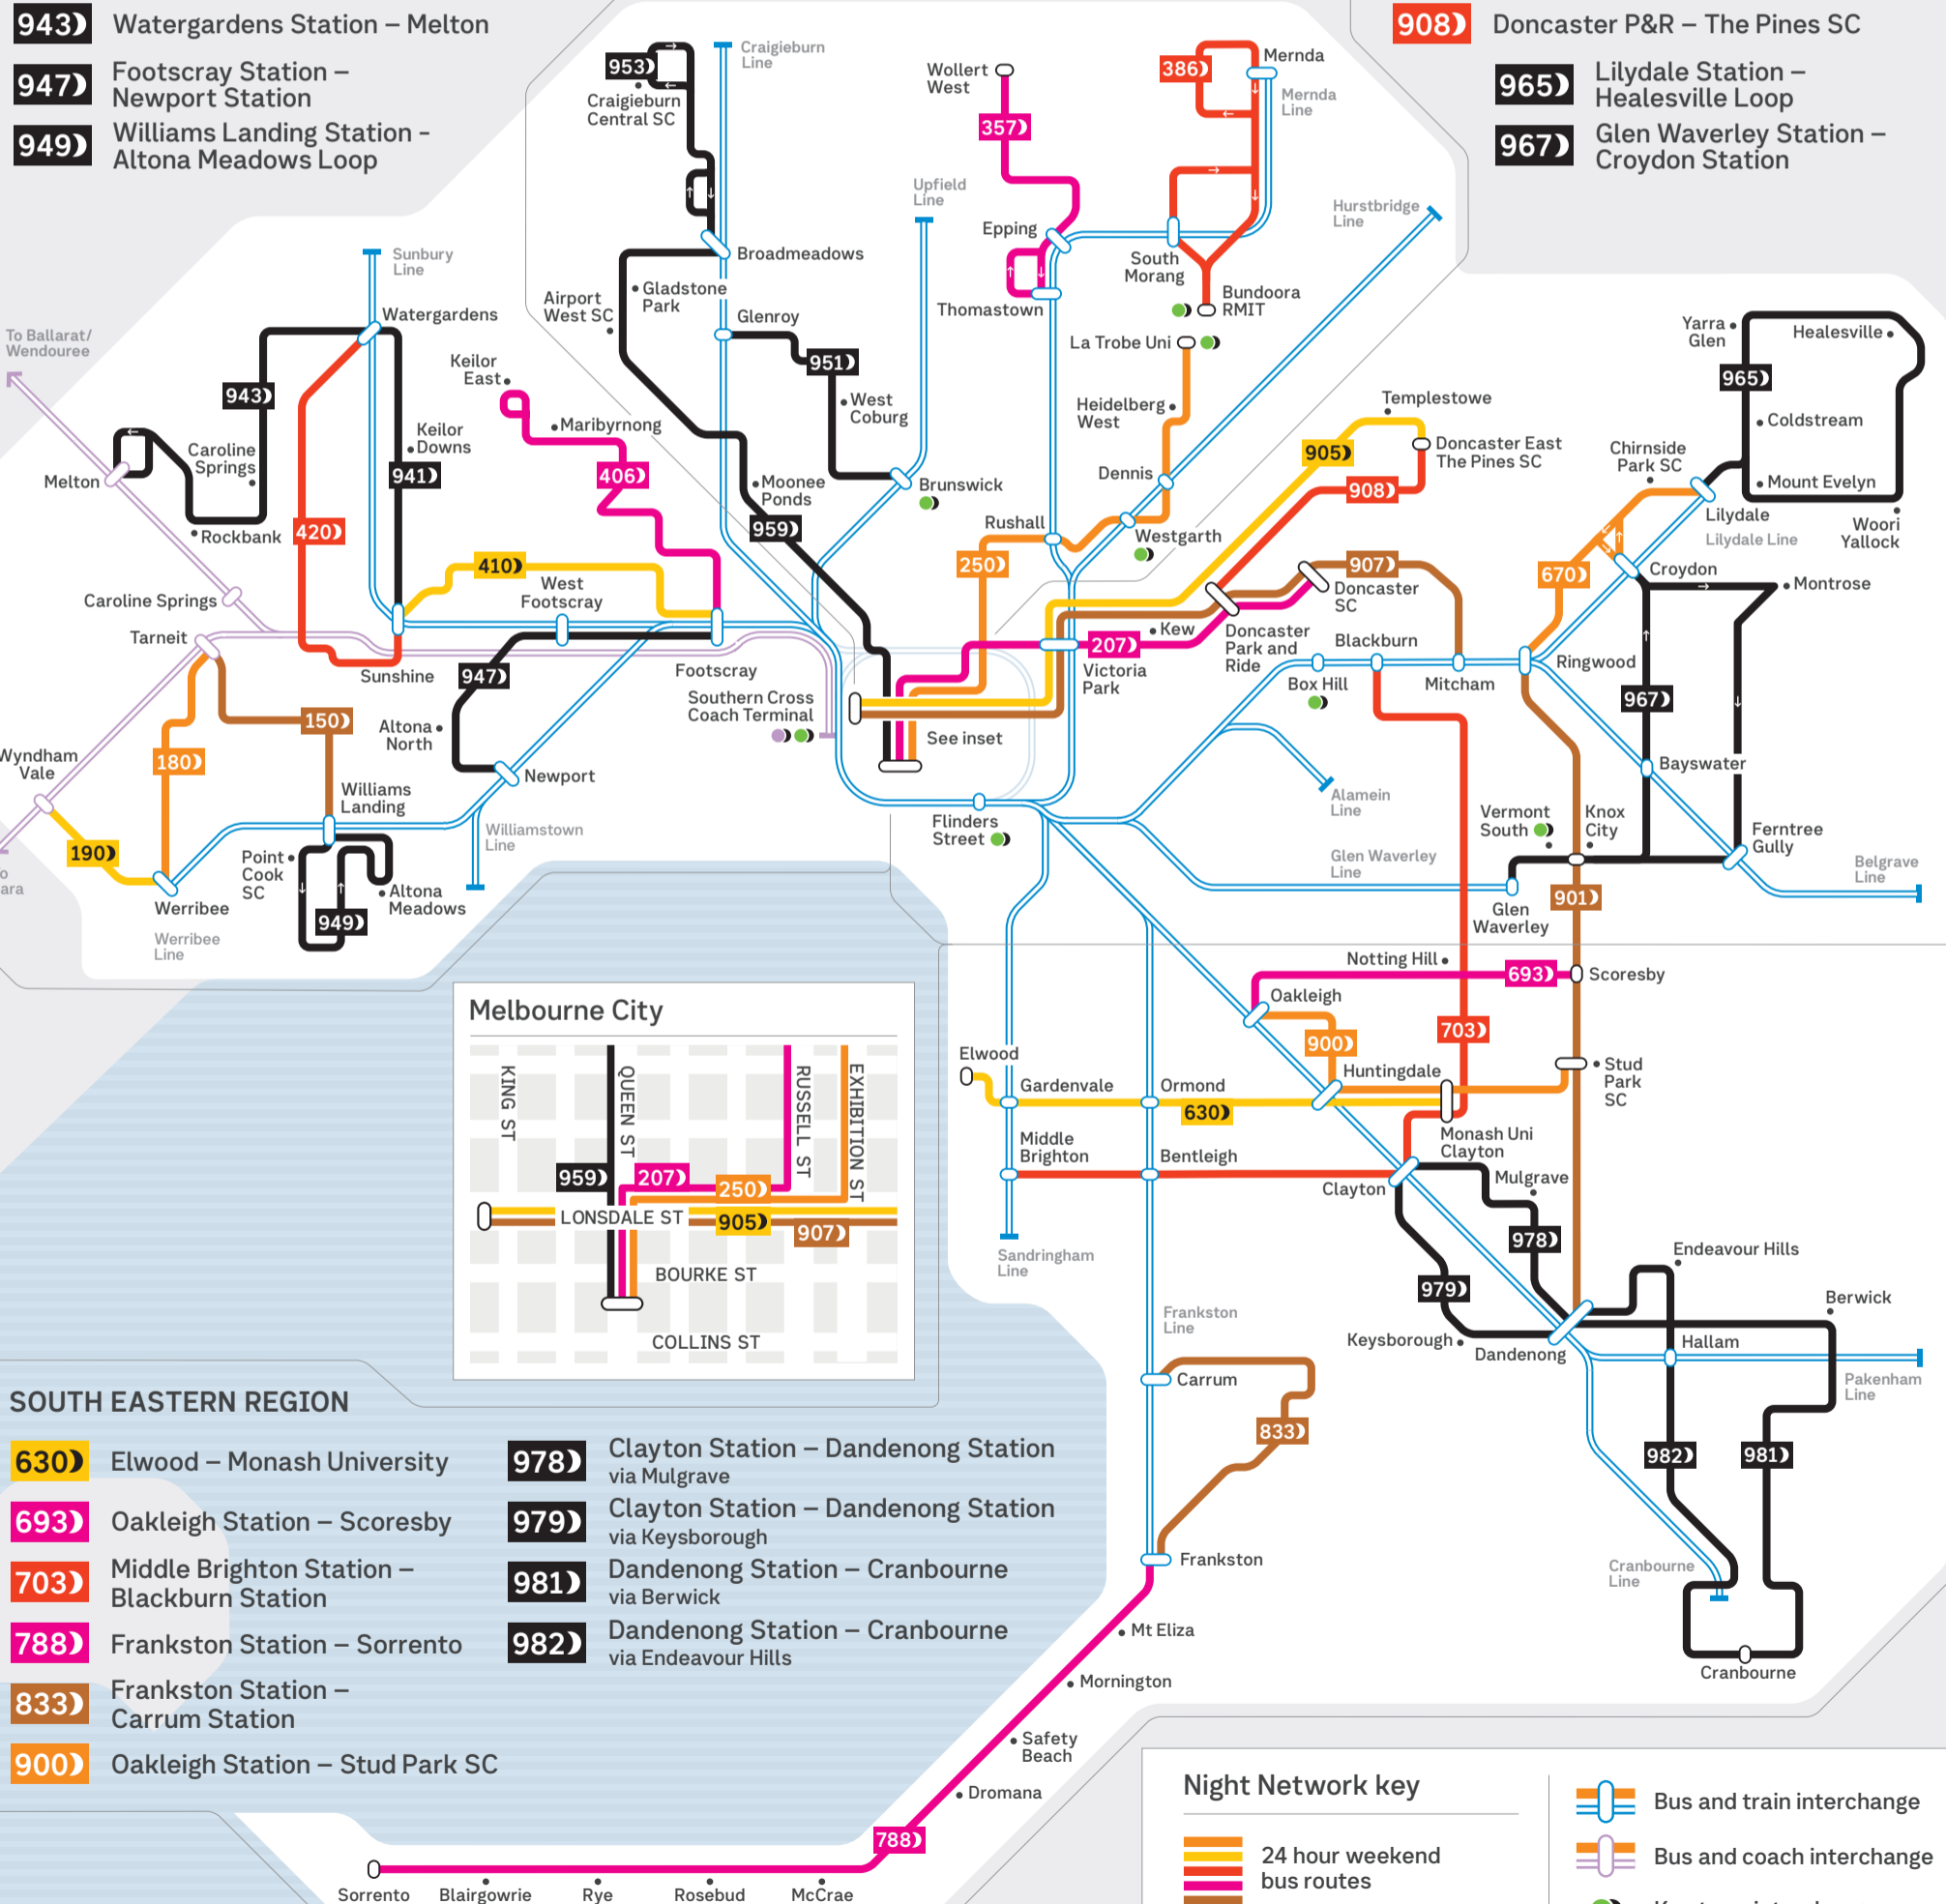 943 Watergardens Station – Melton
947 Footscray Station –
Newport Station
949 Williams Landing Station -
Altona Meadows Loop
908 Doncaster P&R – The Pines SC
965 Lilydale Station –
Healesville Loop
967 Glen Waverley Station –
Croydon Station
953
Craigieburn
Central SC
Craigieburn
Line
Wollert
West
357
386
Mernda
Mernda
Line
Upfield
Line
Hurstbridge
Line
Epping
Thomastown
South
Morang
Bundoora
RMIT
La Trobe Uni
Heidelberg
West
Dennis
Westgarth
Rushall
250
Sunbury
Line
Watergardens
Broadmeadows
Gladstone
Park
Airport
West SC
Glenroy
951
West
Coburg
Brunswick
Keilor
East
Maribyrnong
406
Moonee
Ponds
959
To Ballarat/
Wendouree
943
Caroline
Springs
Melton
Rockbank
Keilor
Downs
941
420
410
West
Footscray
Caroline Springs
Tarneit
Sunshine
Footscray
947
Altona
North
Newport
150
180
190
Wyndham
Vale
Williams
Landing
Point
Cook
SC
949
Altona
Meadows
Werribee
Werribee
Line
Williamstown
Line
Southern Cross
Coach Terminal
See inset
Flinders
Street
Templestowe
905
Doncaster East
The Pines SC
908
907
Doncaster
SC
Doncaster
Park and
Ride
Kew
207
Victoria
Park
Box Hill
Blackburn
Mitcham
Ringwood
670
Chirnside
Park SC
Lilydale
Lilydale Line
Croydon
Montrose
Yarra
Glen
Healesville
965
Coldstream
Mount Evelyn
Woori
Yallock
967
Bayswater
Knox
City
Vermont
South
Ferntree
Gully
Belgrave
Line
Alamein
Line
Glen Waverley
Line
Glen
Waverley
901
Notting Hill
693
Scoresby
Oakleigh
900
703
Huntingdale
Stud
Park
SC
Monash Uni
Clayton
Elwood
Gardenvale
Ormond
630
Middle
Brighton
Bentleigh
Clayton
Mulgrave
978
979
Keysborough
Dandenong
Endeavour Hills
Berwick
Hallam
Pakenham
Line
982
981
Cranbourne
Line
Cranbourne
Sandringham
Line
Frankston
Line
Carrum
833
Frankston
Mt Eliza
Mornington
Safety
Beach
Dromana
788
Sorrento
Blairgowrie
Rye
Rosebud
McCrae
Melbourne City
KING ST
QUEEN ST
RUSSELL ST
EXHIBITION ST
959
207
250
LONSDALE ST
905
907
BOURKE ST
COLLINS ST
SOUTH EASTERN REGION
630 Elwood – Monash University
693 Oakleigh Station – Scoresby
703 Middle Brighton Station –
Blackburn Station
788 Frankston Station – Sorrento
833 Frankston Station –
Carrum Station
900 Oakleigh Station – Stud Park SC
978 Clayton Station – Dandenong Station
via Mulgrave
979 Clayton Station – Dandenong Station
via Keysborough
981 Dandenong Station – Cranbourne
via Berwick
982 Dandenong Station – Cranbourne
via Endeavour Hills
Night Network key
24 hour weekend
bus routes
Bus and train interchange
Bus and coach interchange